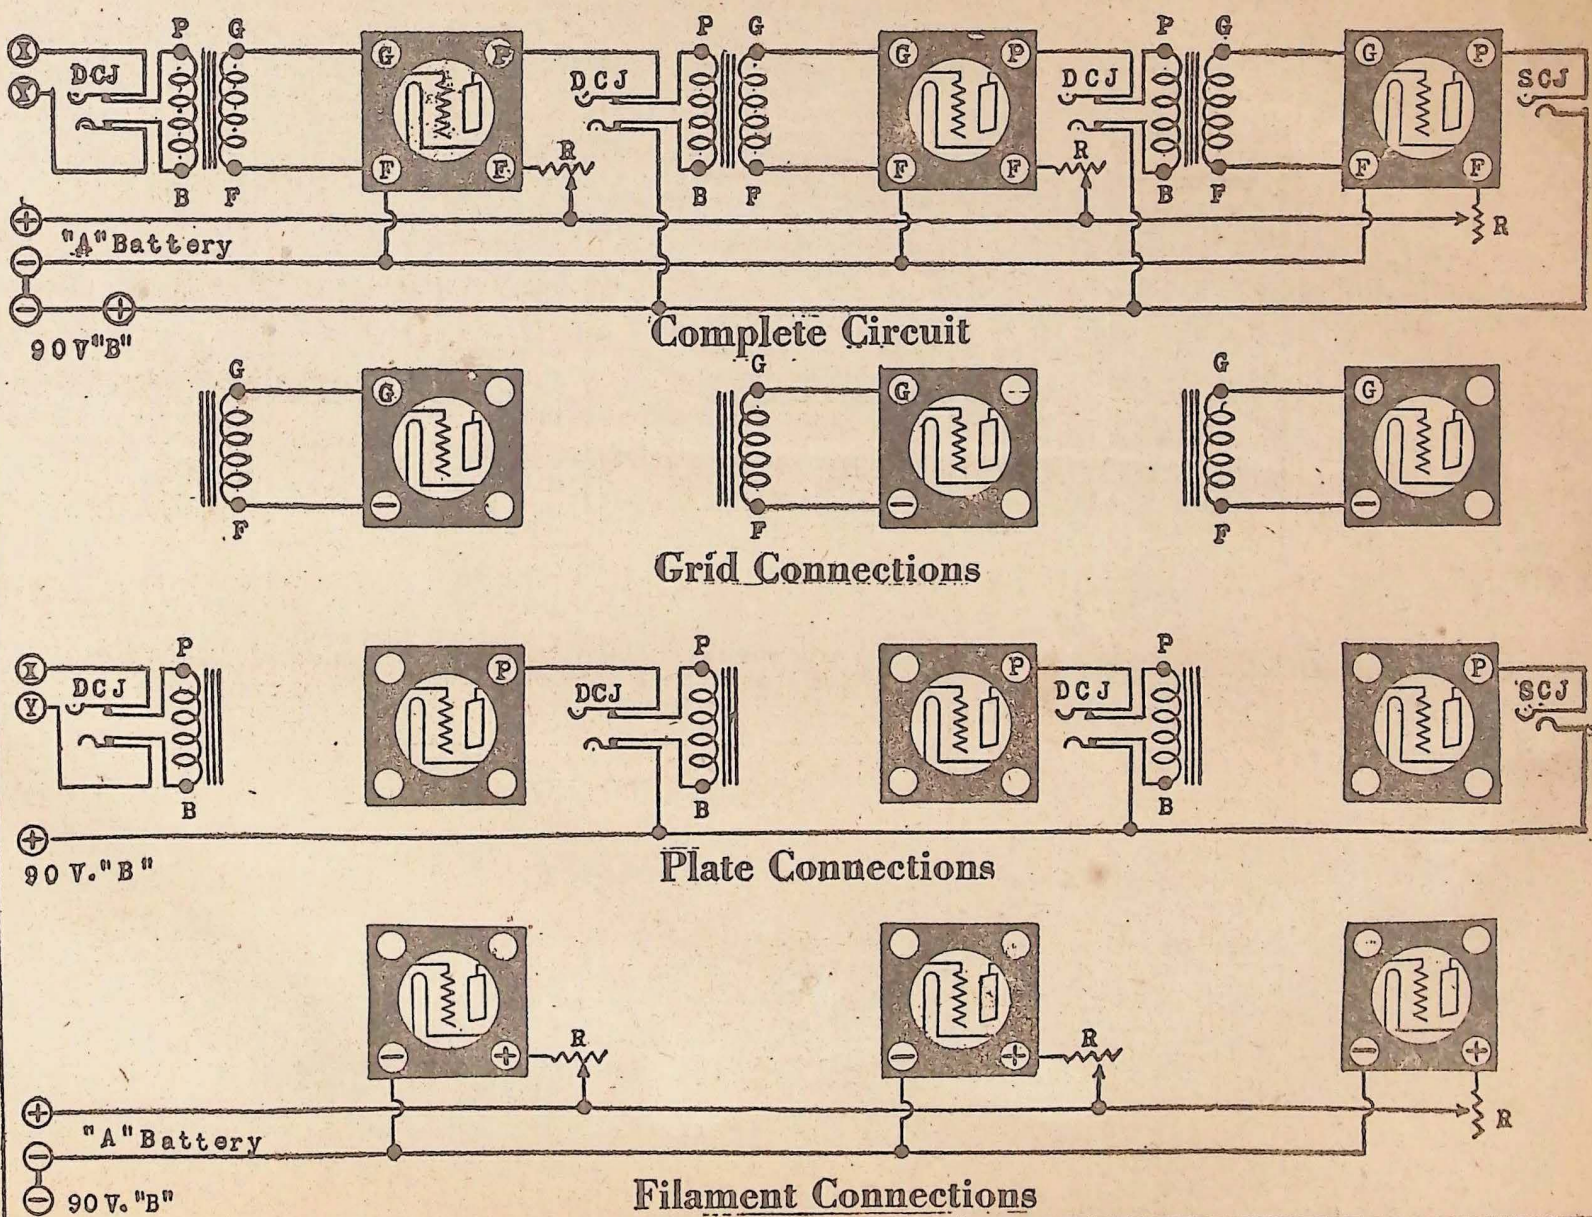 P G P G P G
X G F G P G P
DCJ DCJ DCJ SCJ
X
F F R F F R F F
B F B F B F
+ R
"A" Battery
−
− +
90V "B"
Complete Circuit
G G G
G G G
− − −
F F F
Grid Connections
P P P
X P P P
DCJ DCJ DCJ SCJ
Y
B B B
+
90 V. "B"
Plate Connections
R R
− + − + − +
+ R
"A" Battery
−
− 90 V. "B"
Filament Connections